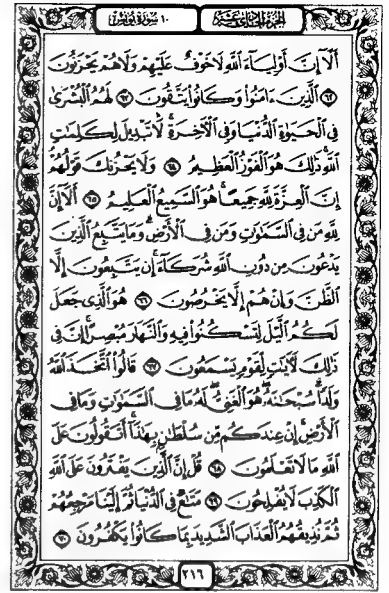 الجزء الحادي عشر ١٠ سورة يونس
أَلَآ إِنَّ أَوْلِيَآءَ ٱللَّهِ لَا خَوْفٌ عَلَيْهِمْ وَلَا هُمْ يَحْزَنُونَ
٦٢ ٱلَّذِينَ ءَامَنُوا۟ وَكَانُوا۟ يَتَّقُونَ ٦٣ لَهُمُ ٱلْبُشْرَىٰ
فِى ٱلْحَيَوٰةِ ٱلدُّنْيَا وَفِى ٱلْءَاخِرَةِ ۚ لَا تَبْدِيلَ لِكَلِمَٰتِ
ٱللَّهِ ۚ ذَٰلِكَ هُوَ ٱلْفَوْزُ ٱلْعَظِيمُ ٦٤ وَلَا يَحْزُنكَ قَوْلُهُمْ ۘ
إِنَّ ٱلْعِزَّةَ لِلَّهِ جَمِيعًا ۚ هُوَ ٱلسَّمِيعُ ٱلْعَلِيمُ ٦٥ أَلَآ إِنَّ
لِلَّهِ مَن فِى ٱلسَّمَٰوَٰتِ وَمَن فِى ٱلْأَرْضِ ۗ وَمَا يَتَّبِعُ ٱلَّذِينَ
يَدْعُونَ مِن دُونِ ٱللَّهِ شُرَكَآءَ ۚ إِن يَتَّبِعُونَ إِلَّا
ٱلظَّنَّ وَإِنْ هُمْ إِلَّا يَخْرُصُونَ ٦٦ هُوَ ٱلَّذِى جَعَلَ
لَكُمُ ٱلَّيْلَ لِتَسْكُنُوا۟ فِيهِ وَٱلنَّهَارَ مُبْصِرًا ۚ إِنَّ فِى
ذَٰلِكَ لَءَايَٰتٍ لِّقَوْمٍ يَسْمَعُونَ ٦٧ قَالُوا۟ ٱتَّخَذَ ٱللَّهُ
وَلَدًا ۗ سُبْحَٰنَهُۥ ۖ هُوَ ٱلْغَنِىُّ ۖ لَهُۥ مَا فِى ٱلسَّمَٰوَٰتِ وَمَا فِى
ٱلْأَرْضِ ۚ إِنْ عِندَكُم مِّن سُلْطَٰنٍۭ بِهَٰذَآ ۚ أَتَقُولُونَ عَلَى
ٱللَّهِ مَا لَا تَعْلَمُونَ ٦٨ قُلْ إِنَّ ٱلَّذِينَ يَفْتَرُونَ عَلَى ٱللَّهِ
ٱلْكَذِبَ لَا يُفْلِحُونَ ٦٩ مَتَٰعٌ فِى ٱلدُّنْيَا ثُمَّ إِلَيْنَا مَرْجِعُهُمْ
ثُمَّ نُذِيقُهُمُ ٱلْعَذَابَ ٱلشَّدِيدَ بِمَا كَانُوا۟ يَكْفُرُونَ ٧٠
٢١٦